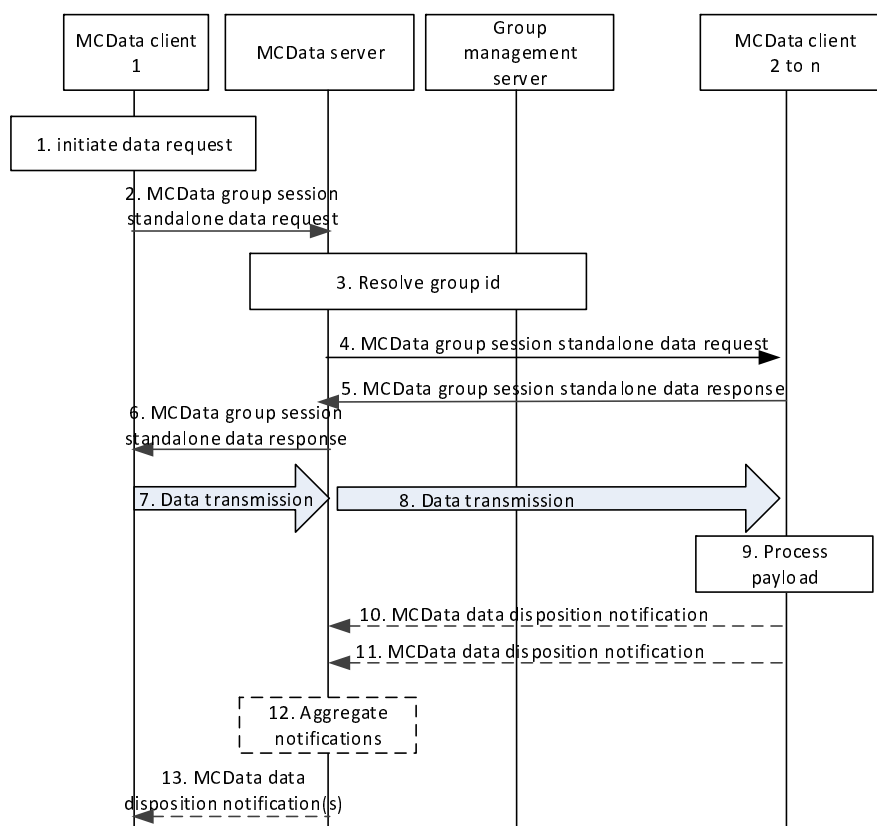 MCData client
1
MCData server
Group
management
server
MCData client
2 to n
1. initiate data request
2. MCData group session
standalone data request
3. Resolve group id
4. MCData group session standalone data request
5. MCData group session standalone data response
6. MCData group session
standalone data response
7. Data transmission
8. Data transmission
9. Process
payload
10. MCData data disposition notification
11. MCData data disposition notification
12. Aggregate
notifications
13. MCData data
disposition notification(s)